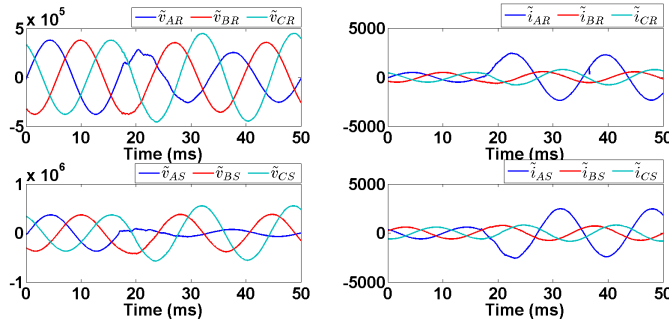 x 10^5
ṽ_AR ṽ_BR ṽ_CR
5
0
-5
0 10 20 30 40 50
Time (ms)
ĩ_AR ĩ_BR ĩ_CR
5000
0
-5000
0 10 20 30 40 50
Time (ms)
x 10^6
ṽ_AS ṽ_BS ṽ_CS
1
0
-1
0 10 20 30 40 50
Time (ms)
ĩ_AS ĩ_BS ĩ_CS
5000
0
-5000
0 10 20 30 40 50
Time (ms)